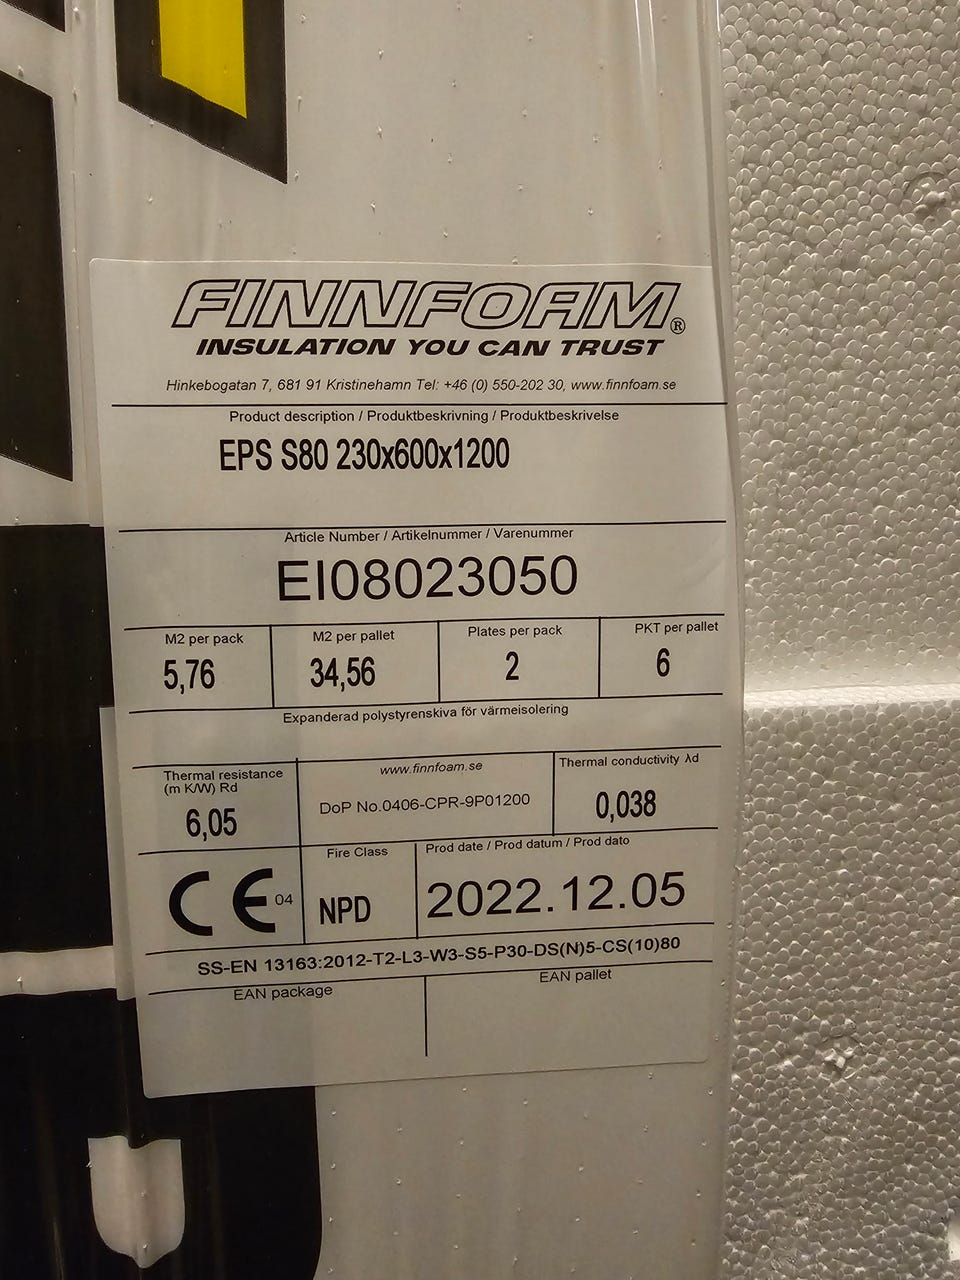 FINNFOAM®
INSULATION YOU CAN TRUST
Hinkebogatan 7, 681 91 Kristinehamn Tel: +46 (0) 550-202 30, www.finnfoam.se
Product description / Produktbeskrivning / Produktbeskrivelse
EPS S80 230x600x1200
Article Number / Artikelnummer / Varenummer
EI08023050
M2 per pack M2 per pallet Plates per pack PKT per pallet
5,76 34,56 2 6
Expanderad polystyrenskiva för värmeisolering
Thermal resistance
(m K/W) Rd
6,05
www.finnfoam.se
DoP No.0406-CPR-9P01200
Thermal conductivity λd
0,038
CE 04
Fire Class
NPD
Prod date / Prod datum / Prod dato
2022.12.05
SS-EN 13163:2012-T2-L3-W3-S5-P30-DS(N)5-CS(10)80
EAN package EAN pallet